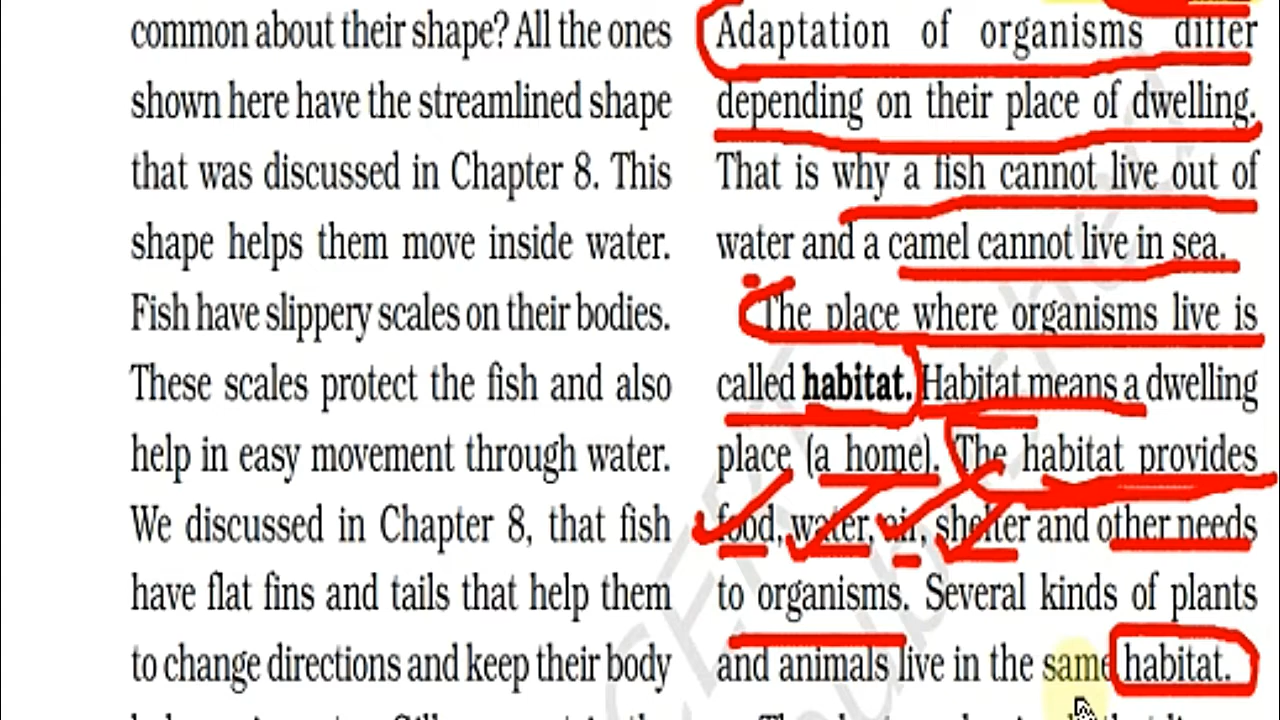 common about their shape? All the ones
shown here have the streamlined shape
that was discussed in Chapter 8. This
shape helps them move inside water.
Fish have slippery scales on their bodies.
These scales protect the fish and also
help in easy movement through water.
We discussed in Chapter 8, that fish
have flat fins and tails that help them
to change directions and keep their body
Adaptation of organisms differ
depending on their place of dwelling.
That is why a fish cannot live out of
water and a camel cannot live in sea.
The place where organisms live is
called habitat. Habitat means a dwelling
place (a home). The habitat provides
food, water, air, shelter and other needs
to organisms. Several kinds of plants
and animals live in the same habitat.